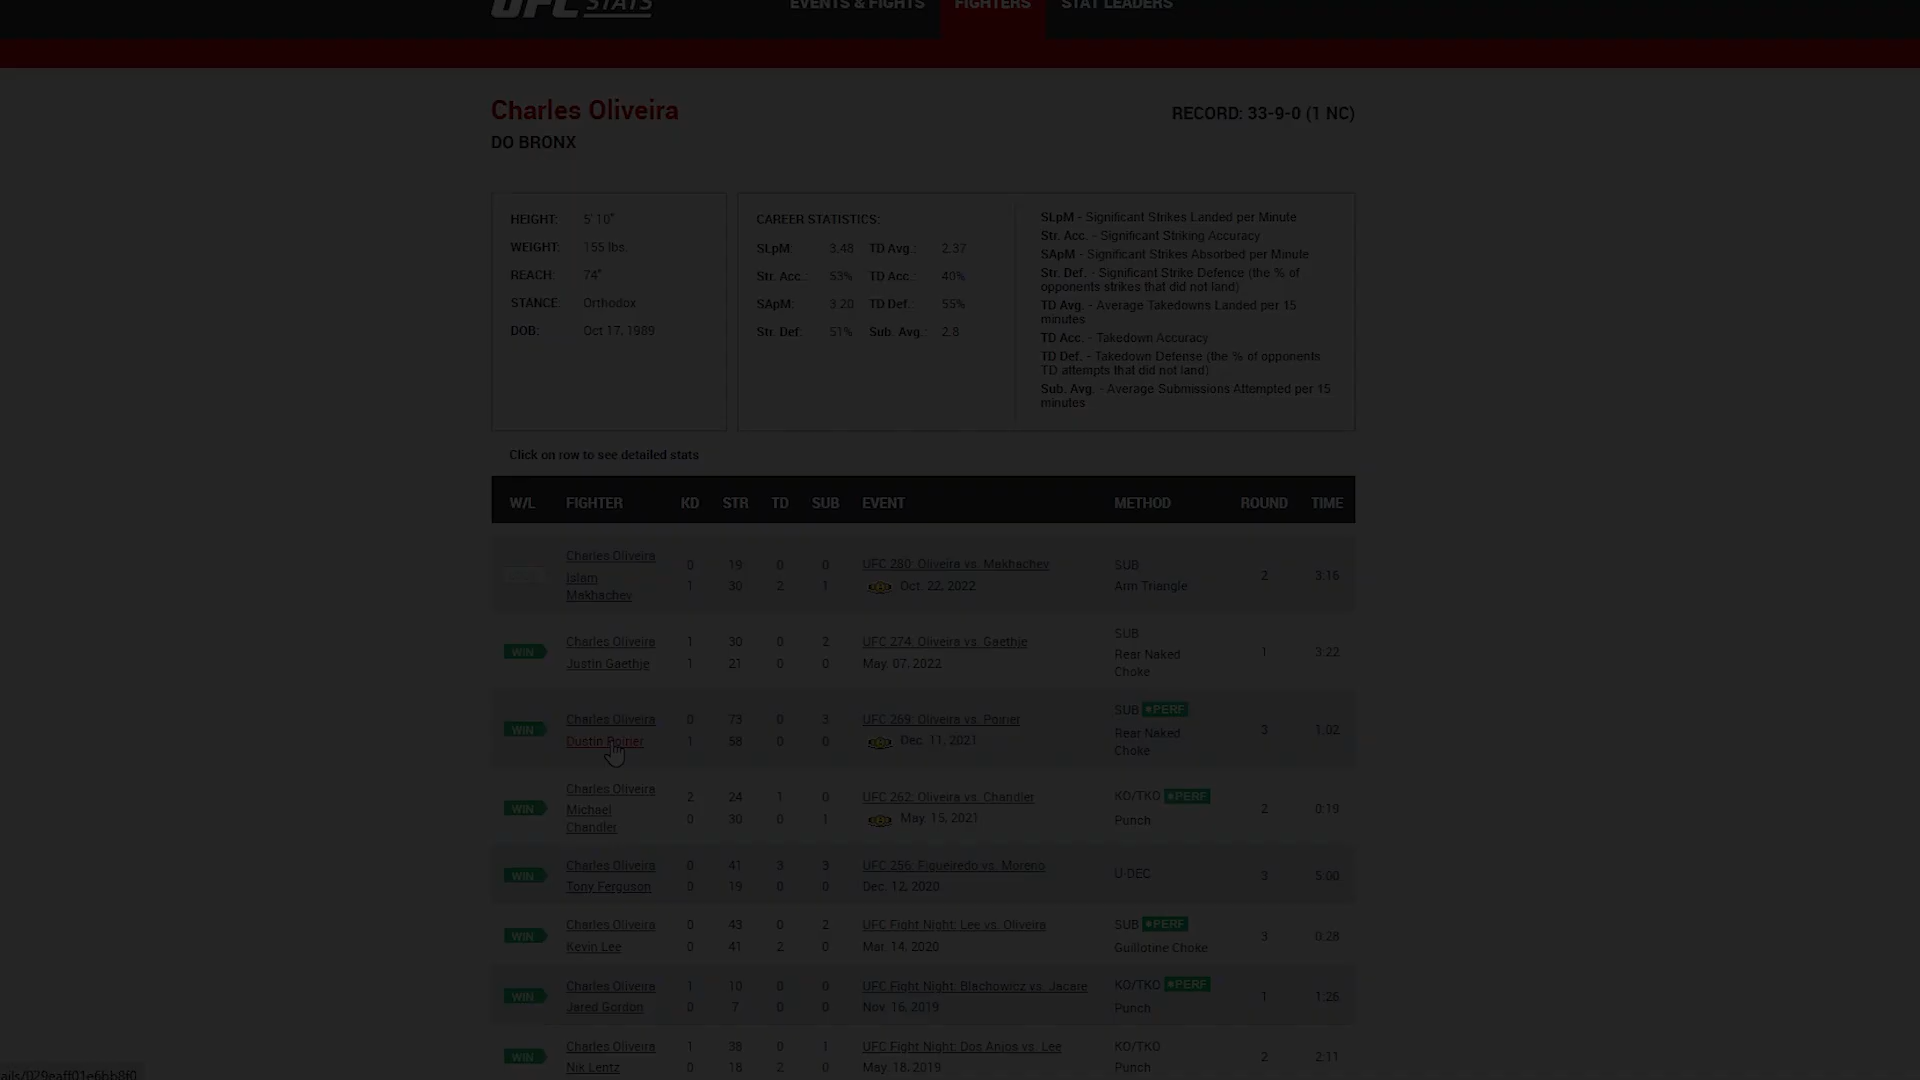 UFC STATS EVENTS & FIGHTS FIGHTERS STAT LEADERS
Charles Oliveira RECORD: 33-9-0 (1 NC)
DO BRONX
HEIGHT: 5' 10"
WEIGHT: 155 lbs.
REACH: 74"
STANCE: Orthodox
DOB: Oct 17, 1989
CAREER STATISTICS:
SLpM: 3.48 TD Avg.: 2.37
Str. Acc.: 53% TD Acc.: 40%
SApM: 3.20 TD Def.: 55%
Str. Def: 51% Sub. Avg.: 2.8
SLpM - Significant Strikes Landed per Minute
Str. Acc. - Significant Striking Accuracy
SApM - Significant Strikes Absorbed per Minute
Str. Def. - Significant Strike Defence (the % of
opponents strikes that did not land)
TD Avg. - Average Takedowns Landed per 15
minutes
TD Acc. - Takedown Accuracy
TD Def. - Takedown Defense (the % of opponents
TD attempts that did not land)
Sub. Avg. - Average Submissions Attempted per 15
minutes
Click on row to see detailed stats
W/L FIGHTER KD STR TD SUB EVENT METHOD ROUND TIME
Charles Oliveira 0 19 0 0 UFC 280: Oliveira vs. Makhachev SUB
Islam Makhachev 1 30 2 1 Oct. 22, 2022 Arm Triangle 2 3:16
WIN Charles Oliveira 1 30 0 2 UFC 274: Oliveira vs. Gaethje SUB
Justin Gaethje 1 21 0 0 May. 07, 2022 Rear Naked Choke 1 3:22
WIN Charles Oliveira 0 73 0 3 UFC 269: Oliveira vs. Poirier SUB PERF
Dustin Poirier 1 58 0 0 Dec. 11, 2021 Rear Naked Choke 3 1:02
WIN Charles Oliveira 2 24 1 0 UFC 262: Oliveira vs. Chandler KO/TKO PERF
Michael Chandler 0 30 0 1 May. 15, 2021 Punch 2 0:19
WIN Charles Oliveira 0 41 3 3 UFC 256: Figueiredo vs. Moreno U-DEC
Tony Ferguson 0 19 0 0 Dec. 12, 2020 3 5:00
WIN Charles Oliveira 0 43 0 2 UFC Fight Night: Lee vs. Oliveira SUB PERF
Kevin Lee 0 41 2 0 Mar. 14, 2020 Guillotine Choke 3 0:28
WIN Charles Oliveira 1 10 0 0 UFC Fight Night: Blachowicz vs. Jacare KO/TKO PERF
Jared Gordon 0 7 0 0 Nov. 16, 2019 Punch 1 1:26
WIN Charles Oliveira 1 38 0 1 UFC Fight Night: Dos Anjos vs. Lee KO/TKO
Nik Lentz 0 18 2 0 May. 18, 2019 Punch 2 2:11